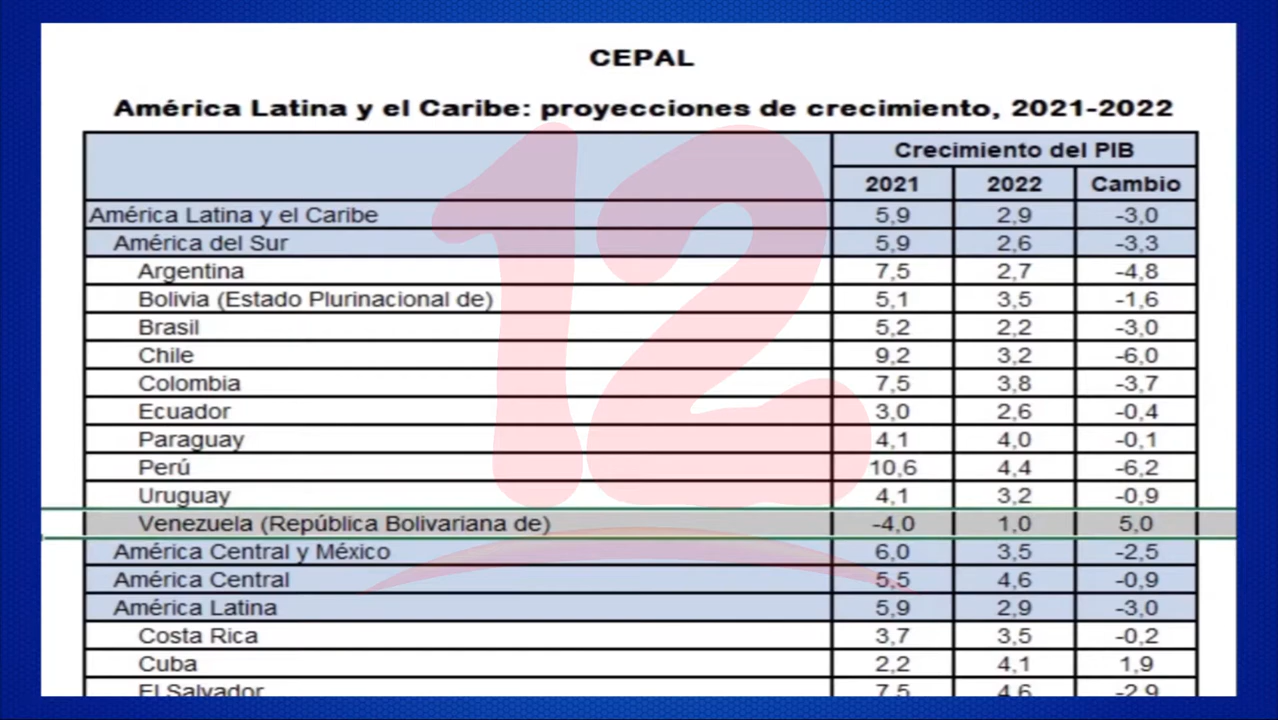 CEPAL
América Latina y el Caribe: proyecciones de crecimiento, 2021-2022
Crecimiento del PIB
2021 2022 Cambio
América Latina y el Caribe 5,9 2,9 -3,0
América del Sur 5,9 2,6 -3,3
Argentina 7,5 2,7 -4,8
Bolivia (Estado Plurinacional de) 5,1 3,5 -1,6
Brasil 5,2 2,2 -3,0
Chile 9,2 3,2 -6,0
Colombia 7,5 3,8 -3,7
Ecuador 3,0 2,6 -0,4
Paraguay 4,1 4,0 -0,1
Perú 10,6 4,4 -6,2
Uruguay 4,1 3,2 -0,9
Venezuela (República Bolivariana de) -4,0 1,0 5,0
América Central y México 6,0 3,5 -2,5
América Central 5,5 4,6 -0,9
América Latina 5,9 2,9 -3,0
Costa Rica 3,7 3,5 -0,2
Cuba 2,2 4,1 1,9
El Salvador 7,5 4,6 -2,9
12